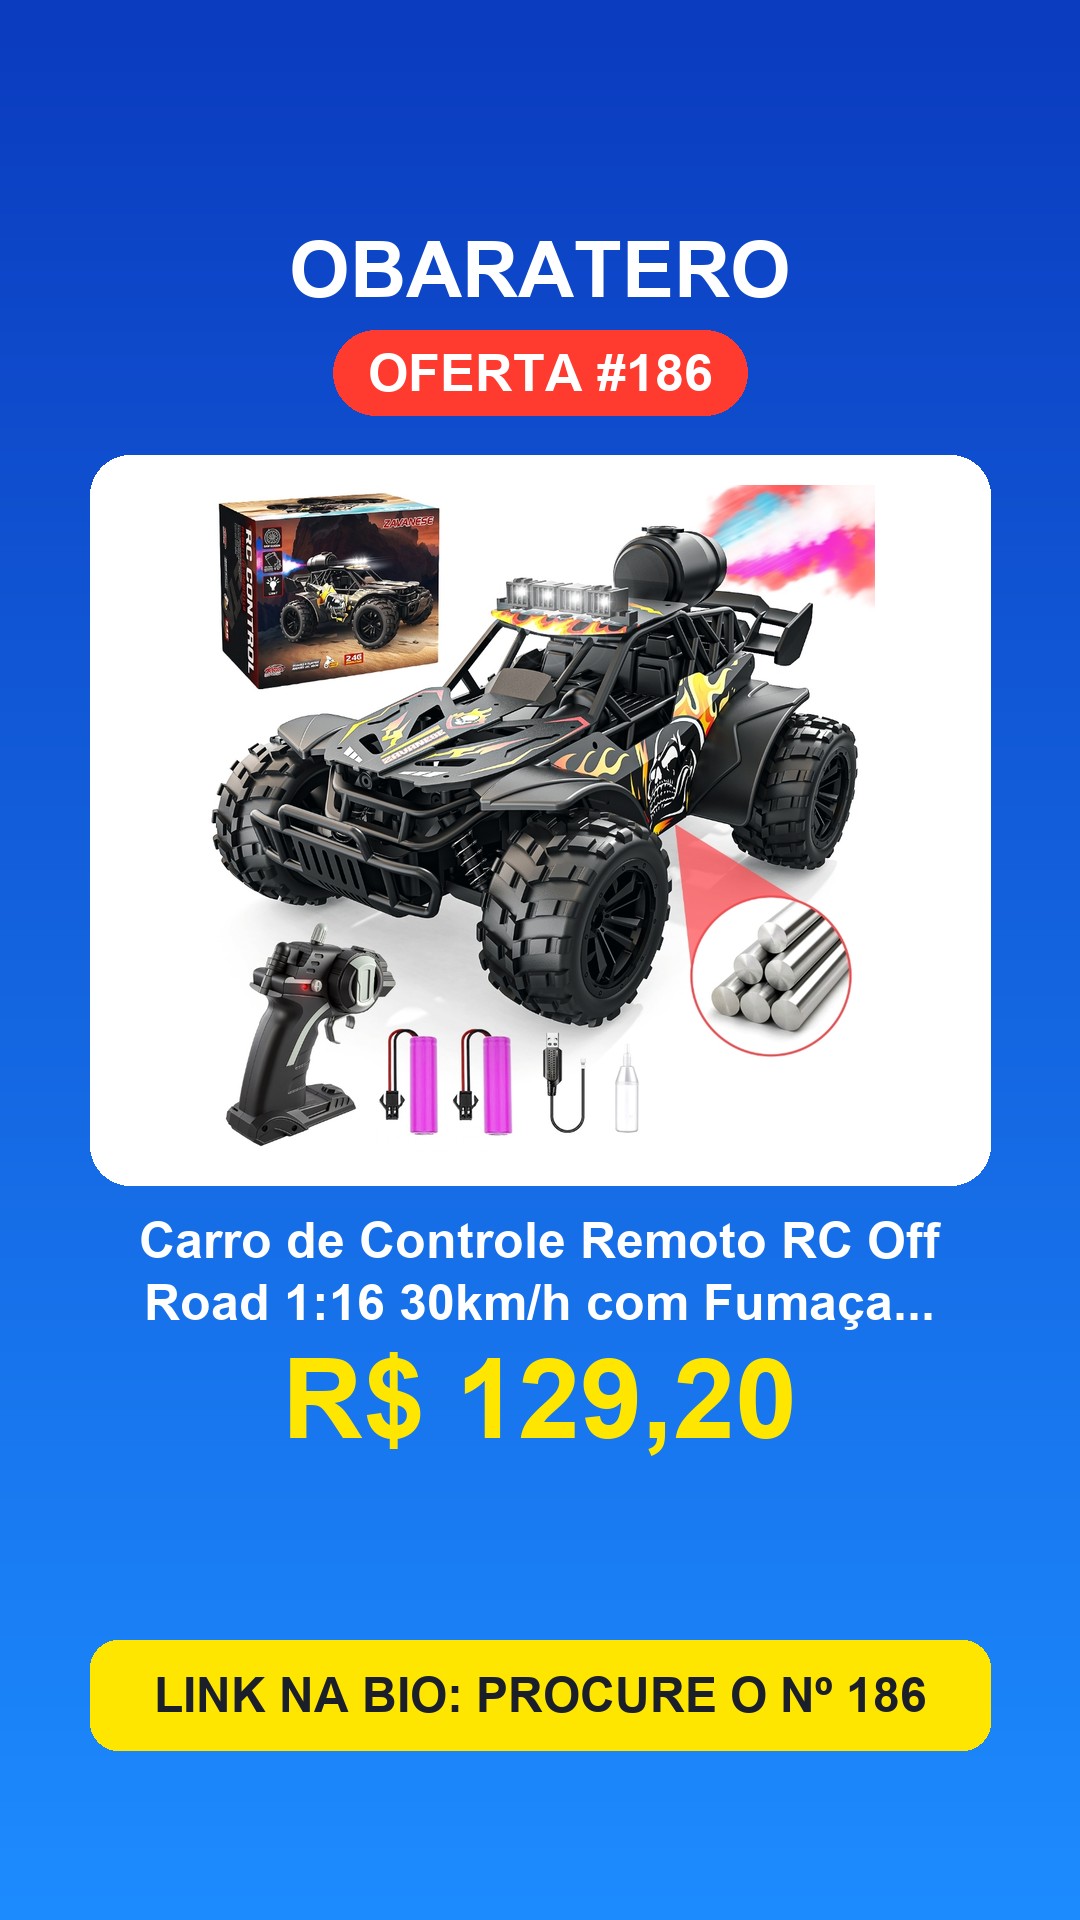 OBARATERO
OFERTA #186
ZAVANESE
RC CONTROL
2.4G
Carro de Controle Remoto RC Off
Road 1:16 30km/h com Fumaça...
R$ 129,20
LINK NA BIO: PROCURE O Nº 186